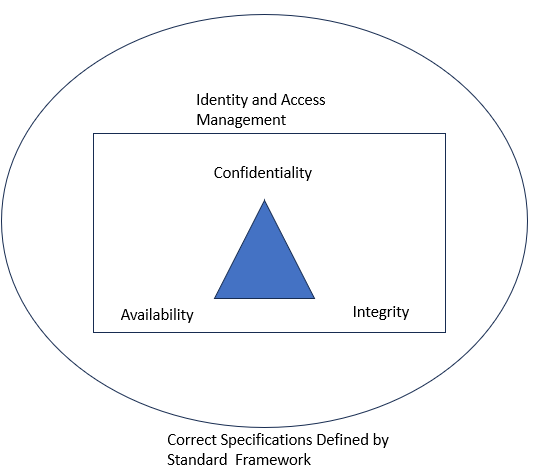 Identity and Access
Management
Confidentiality
Availability
Integrity
Correct Specifications Defined by
Standard Framework